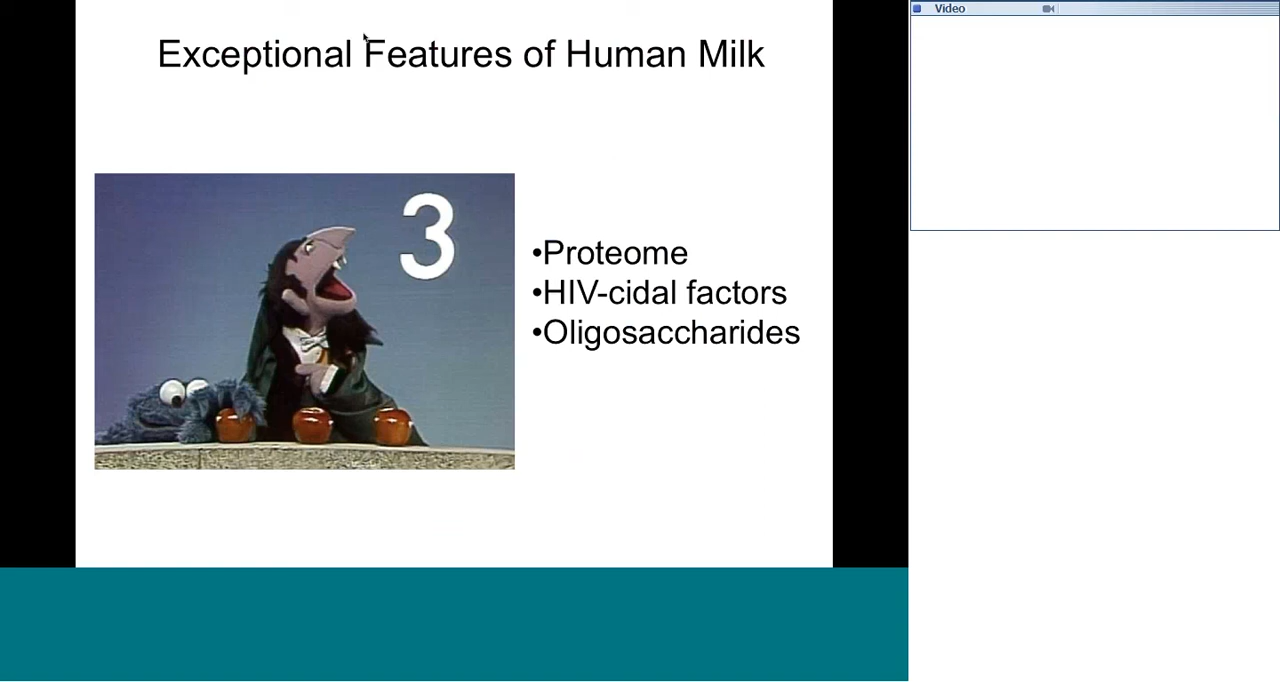 Exceptional Features of Human Milk
Video
3
•Proteome
•HIV-cidal factors
•Oligosaccharides